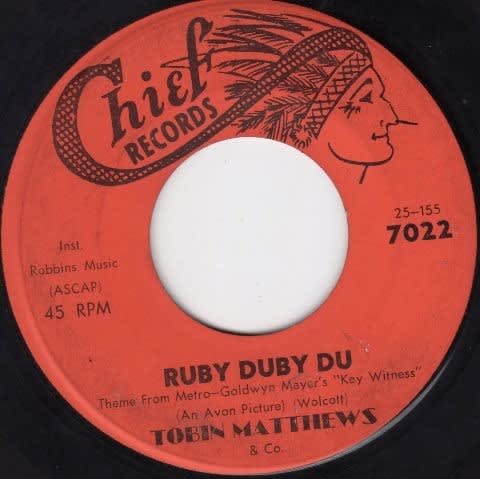 Chief
RECORDS
25-155
7022
Inst.
Robbins Music
(ASCAP)
45 RPM
RUBY DUBY DU
Theme From Metro-Goldwyn Mayer's "Key Witness"
(An Avon Picture) (Wolcott)
TOBIN MATTHEWS
& Co.